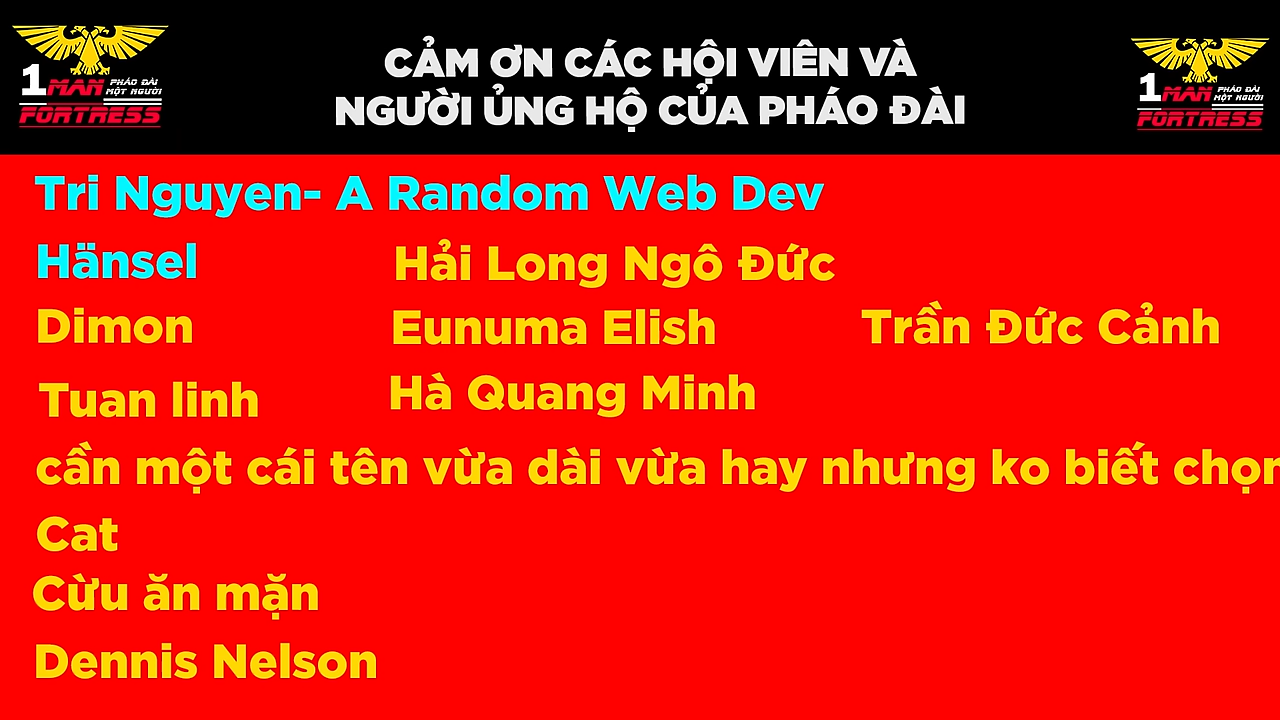 CẢM ƠN CÁC HỘI VIÊN VÀ
NGƯỜI ỦNG HỘ CỦA PHÁO ĐÀI
1MAN PHÁO ĐÀI MỘT NGƯỜI
FORTRESS
1MAN PHÁO ĐÀI MỘT NGƯỜI
FORTRESS
Tri Nguyen- A Random Web Dev
Hänsel Hải Long Ngô Đức
Dimon Eunuma Elish Trần Đức Cảnh
Tuan linh Hà Quang Minh
cần một cái tên vừa dài vừa hay nhưng ko biết chọn
Cat
Cừu ăn mặn
Dennis Nelson